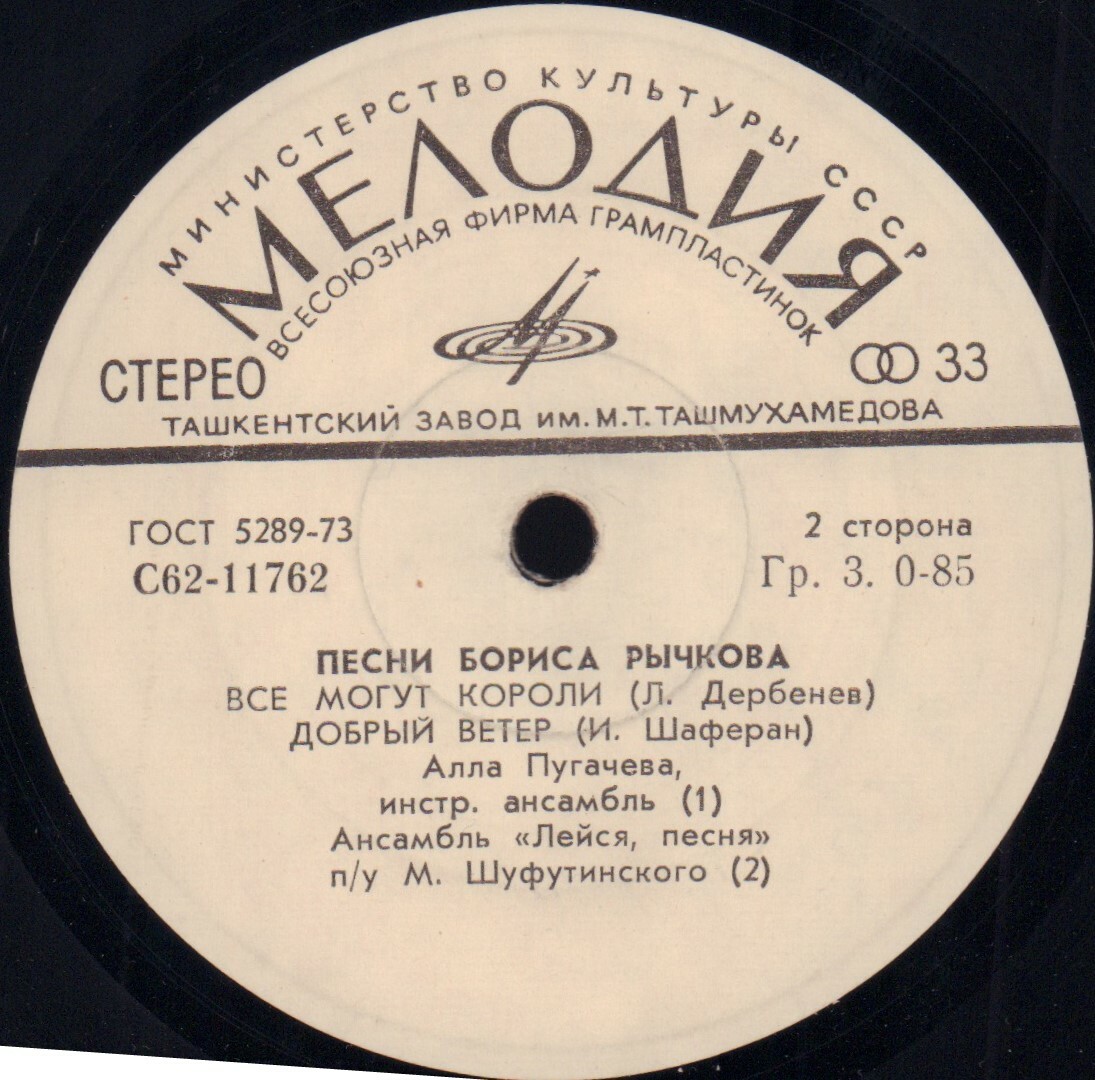 МИНИСТЕРСТВО КУЛЬТУРЫ СССР
МЕЛОДИЯ
ВСЕСОЮЗНАЯ ФИРМА ГРАМПЛАСТИНОК
СТЕРЕО
33
ТАШКЕНТСКИЙ ЗАВОД ИМ. М.Т. ТАШМУХАМЕДОВА
ГОСТ 5289-73
2 сторона
С62-11762
Гр. 3. 0-85
ПЕСНИ БОРИСА РЫЧКОВА
ВСЕ МОГУТ КОРОЛИ (Л. Дербенев)
ДОБРЫЙ ВЕТЕР (И. Шаферан)
Алла Пугачева,
инстр. ансамбль (1)
Ансамбль «Лейся, песня»
п/у М. Шуфутинского (2)